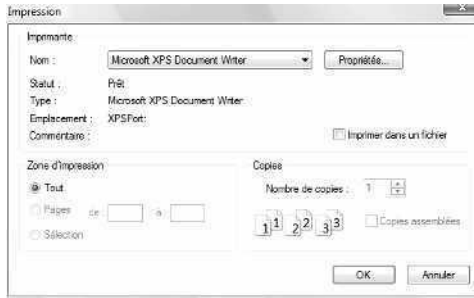 Impression
Imprimante
Nom : Microsoft XPS Document Writer Propriétés...
Statut : Prêt
Type : Microsoft XPS Document Writer
Emplacement : XPSPort:
Commentaire : Imprimer dans un fichier
Zone d'impression Copies
Tout Nombre de copies : 1
Pages de à
Sélection
1 1 2 2 3 3 Copies assemblées
OK Annuler